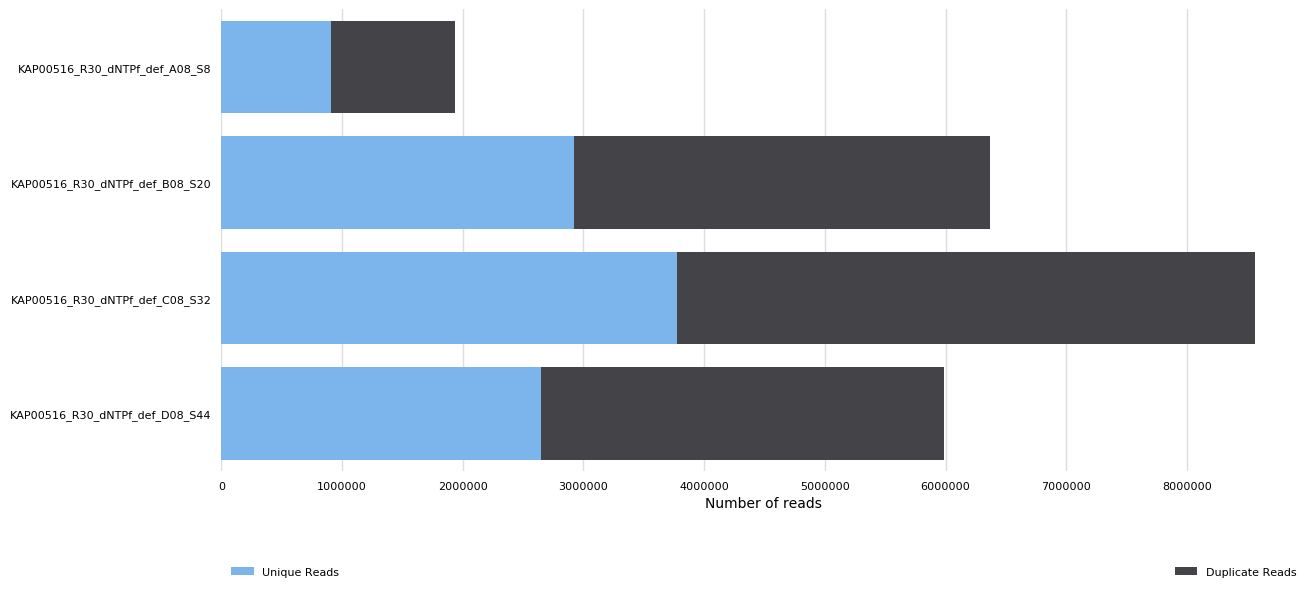 KAP00516_R30_dNTPf_def_A08_S8
KAP00516_R30_dNTPf_def_B08_S20
KAP00516_R30_dNTPf_def_C08_S32
KAP00516_R30_dNTPf_def_D08_S44
0 1000000 2000000 3000000 4000000 5000000 6000000 7000000 8000000
Number of reads
Unique Reads Duplicate Reads